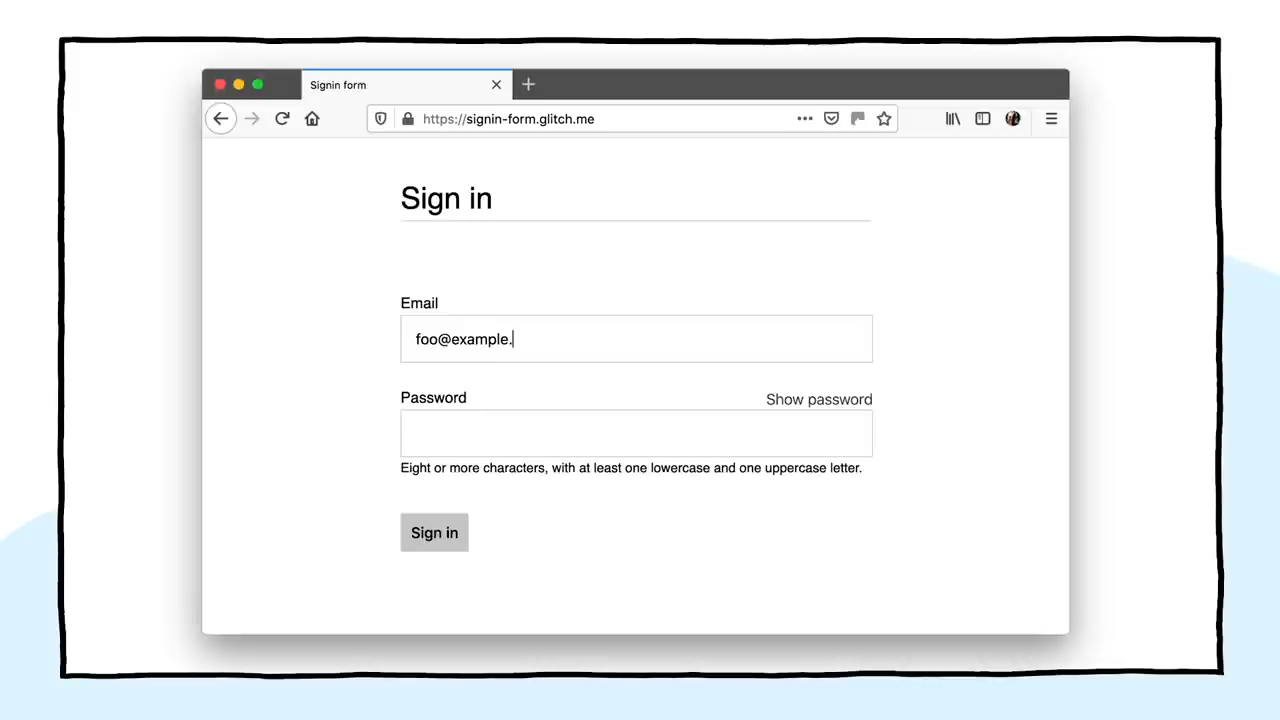 Signin form
https://signin-form.glitch.me
Sign in
Email
foo@example.
Password
Show password
Eight or more characters, with at least one lowercase and one uppercase letter.
Sign in